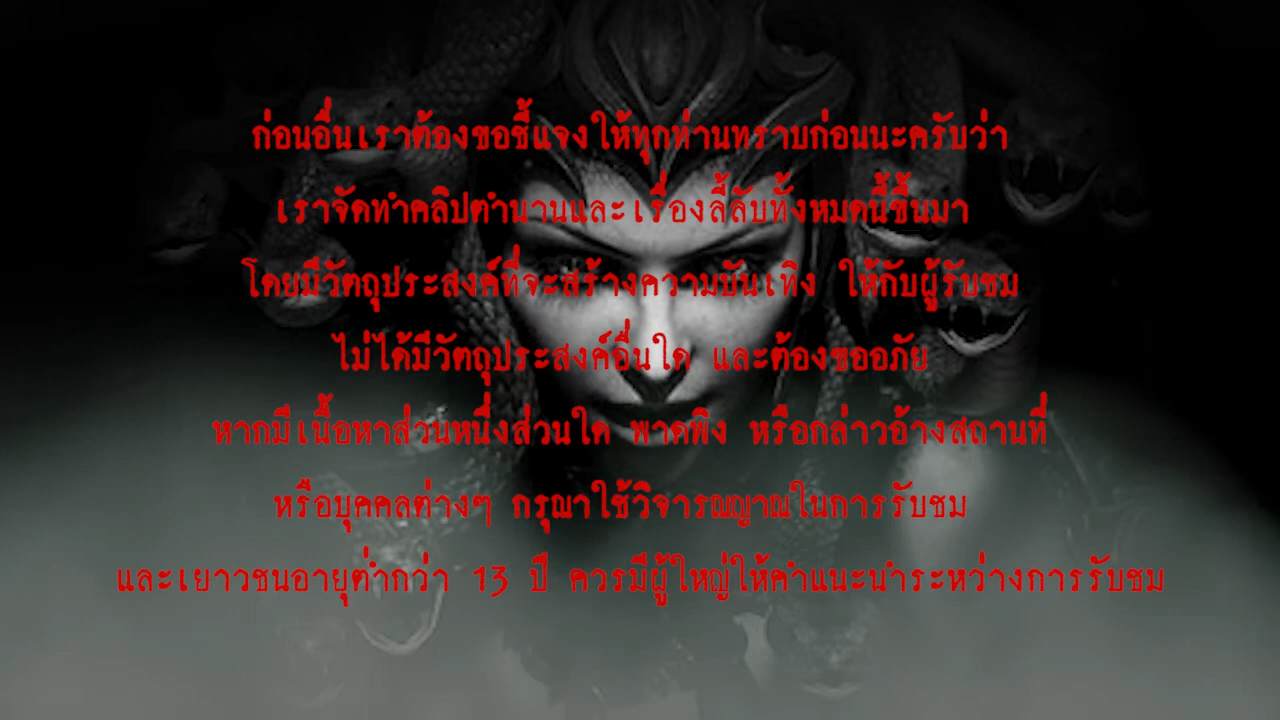 ก่อนอื่นเราต้องขอชี้แจงให้ทุกท่านทราบก่อนนะครับว่า
เราจัดทำคลิปตำนานและเรื่องลี้ลับทั้งหมดนี้ขึ้นมา
โดยมีวัตถุประสงค์ที่จะสร้างความบันเทิง ให้กับผู้รับชม
ไม่ได้มีวัตถุประสงค์อื่นใด และต้องขออภัย
หากมีเนื้อหาส่วนหนึ่งส่วนใด พาดพิง หรือกล่าวอ้างสถานที่
หรือบุคคลต่างๆ กรุณาใช้วิจารณญาณในการรับชม
และเยาวชนอายุต่ำกว่า 13 ปี ควรมีผู้ใหญ่ให้คำแนะนำระหว่างการรับชม